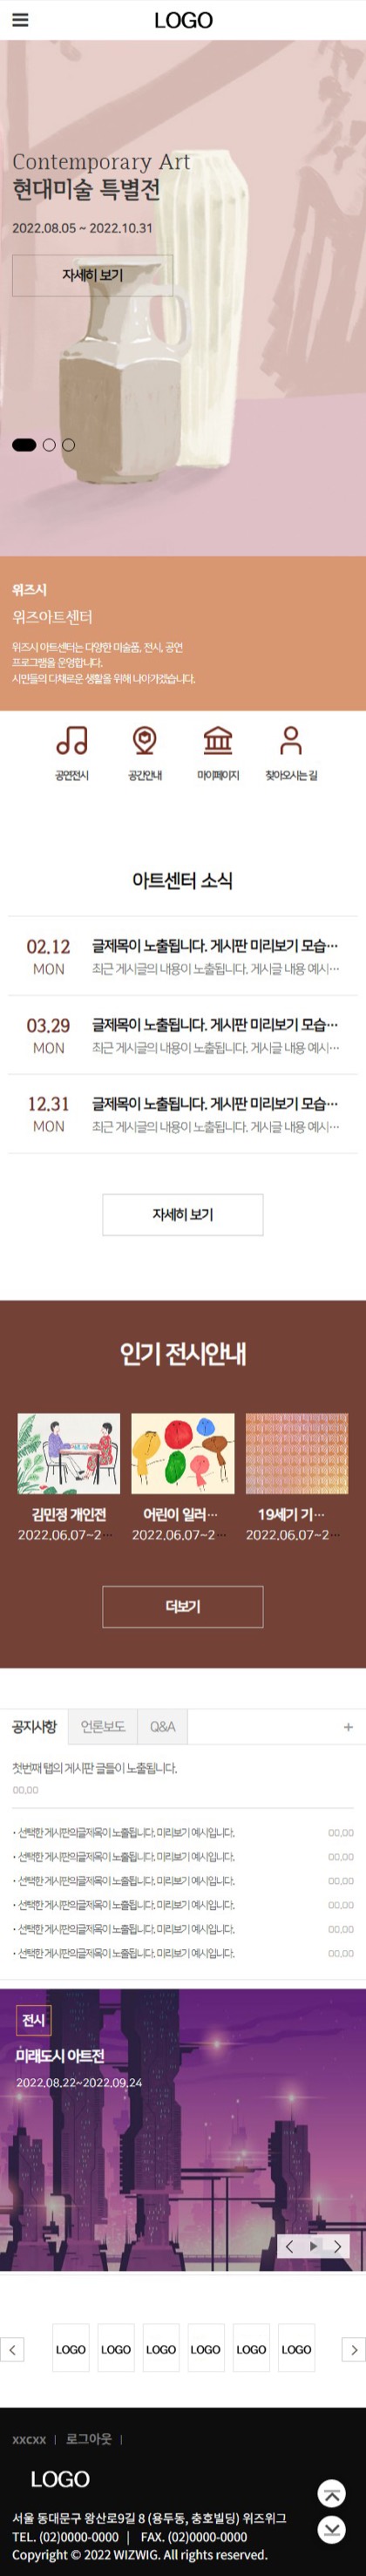 LOGO
Contemporary Art
현대미술 특별전
2022.08.05 ~ 2022.10.31
자세히 보기
위즈시
위즈아트센터
위즈시 아트센터는 다양한 미술품, 전시, 공연
프로그램을 운영합니다.
시민들의 다채로운 생활을 위해 나아가겠습니다.
공연전시 공간안내 마이페이지 찾아오시는 길
아트센터 소식
02.12 글제목이 노출됩니다. 게시판 미리보기 모습…
MON 최근 게시글의 내용이 노출됩니다. 게시글 내용 예시…
03.29 글제목이 노출됩니다. 게시판 미리보기 모습…
MON 최근 게시글의 내용이 노출됩니다. 게시글 내용 예시…
12.31 글제목이 노출됩니다. 게시판 미리보기 모습…
MON 최근 게시글의 내용이 노출됩니다. 게시글 내용 예시…
자세히 보기
인기 전시안내
김민정 개인전 어린이 일러… 19세기 기…
2022.06.07~2… 2022.06.07~2… 2022.06.07~2…
더보기
공지사항 언론보도 Q&A +
첫번째 탭의 게시판 글들이 노출됩니다.
00.00
· 선택한 게시판의글제목이 노출됩니다. 미리보기 예시입니다. 00.00
· 선택한 게시판의글제목이 노출됩니다. 미리보기 예시입니다. 00.00
· 선택한 게시판의글제목이 노출됩니다. 미리보기 예시입니다. 00.00
· 선택한 게시판의글제목이 노출됩니다. 미리보기 예시입니다. 00.00
· 선택한 게시판의글제목이 노출됩니다. 미리보기 예시입니다. 00.00
· 선택한 게시판의글제목이 노출됩니다. 미리보기 예시입니다. 00.00
전시
미래도시 아트전
2022.08.22~2022.09.24
LOGO LOGO LOGO LOGO LOGO LOGO
xxcxx | 로그아웃 |
LOGO
서울 동대문구 왕산로9길 8 (용두동, 충호빌딩) 위즈위그
TEL. (02)0000-0000 | FAX. (02)0000-0000
Copyright © 2022 WIZWIG. All rights reserved.